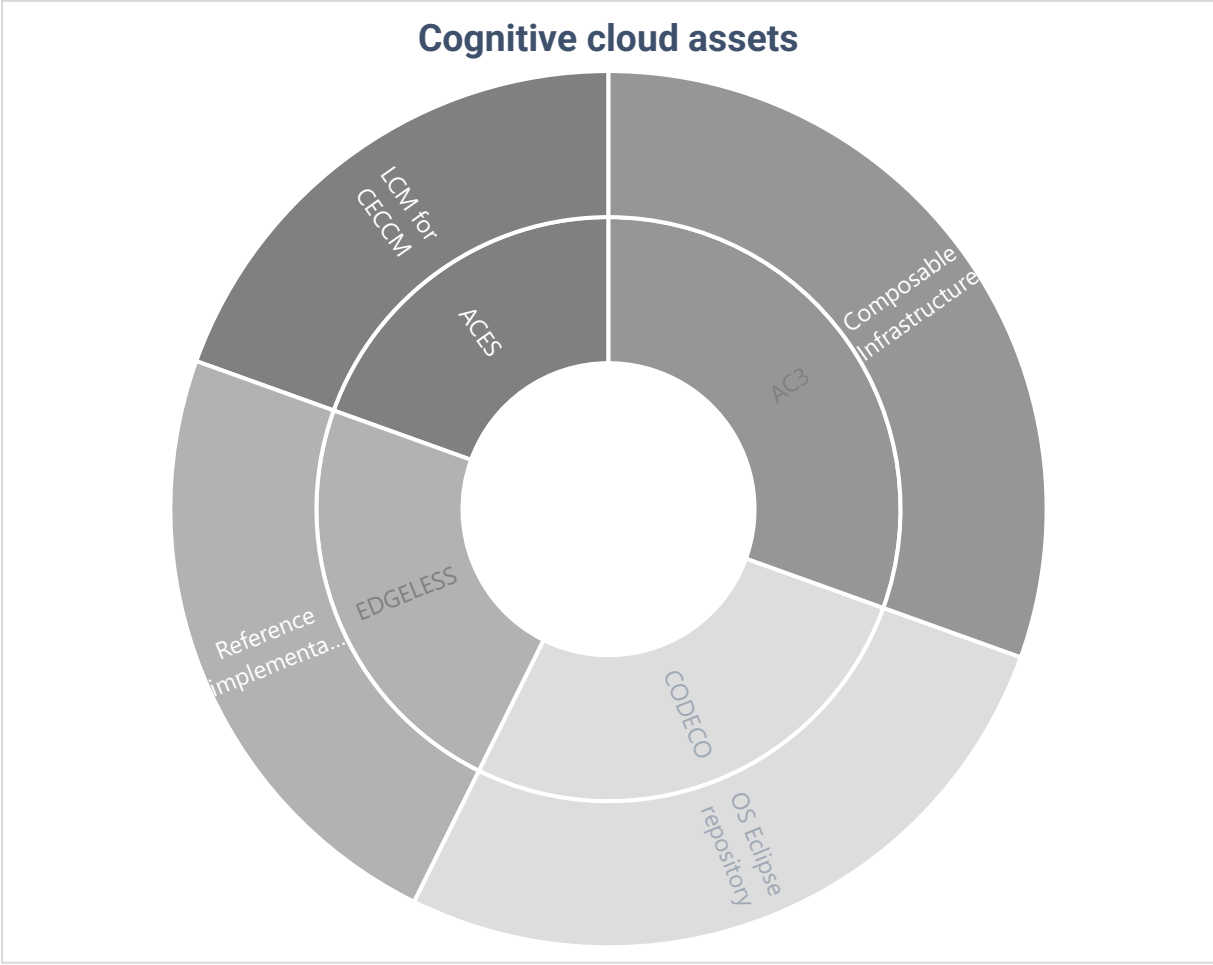 Cognitive cloud assets
LCM for
CECCM
ACES
Composable
Infrastructure
AC3
EDGELESS
Reference
implementa...
CODECO
OS Eclipse
repository